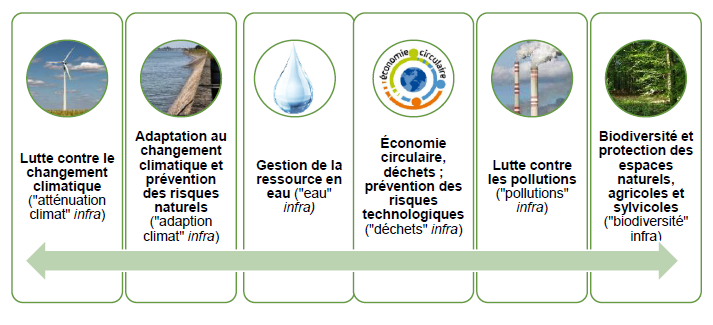 Lutte contre le
changement
climatique
("atténuation
climat" infra)
Adaptation au
changement
climatique et
prévention
des risques
naturels
("adaption
climat" infra)
Gestion de la
ressource en
eau ("eau"
infra)
économie circulaire
Économie
circulaire,
déchets ;
prévention des
risques
technologiques
("déchets" infra)
Lutte contre
les pollutions
("pollutions"
infra)
Biodiversité et
protection des
espaces
naturels,
agricoles et
sylvicoles
("biodiversité"
infra)